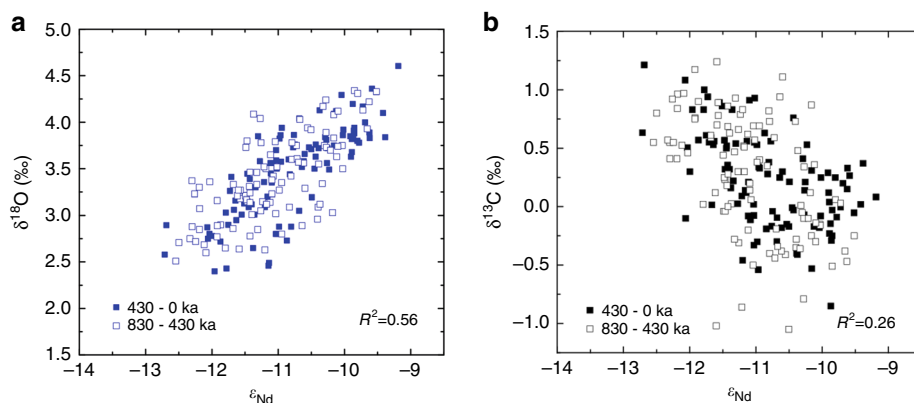 a
5.0
4.5
4.0
3.5
3.0
2.5
2.0
1.5
δ18O (‰)
430 - 0 ka
830 - 430 ka
R²=0.56
−14 −13 −12 −11 −10 −9
εNd
b
1.5
1.0
0.5
0.0
−0.5
−1.0
δ13C (‰)
430 - 0 ka
830 - 430 ka
R²=0.26
−14 −13 −12 −11 −10 −9
εNd